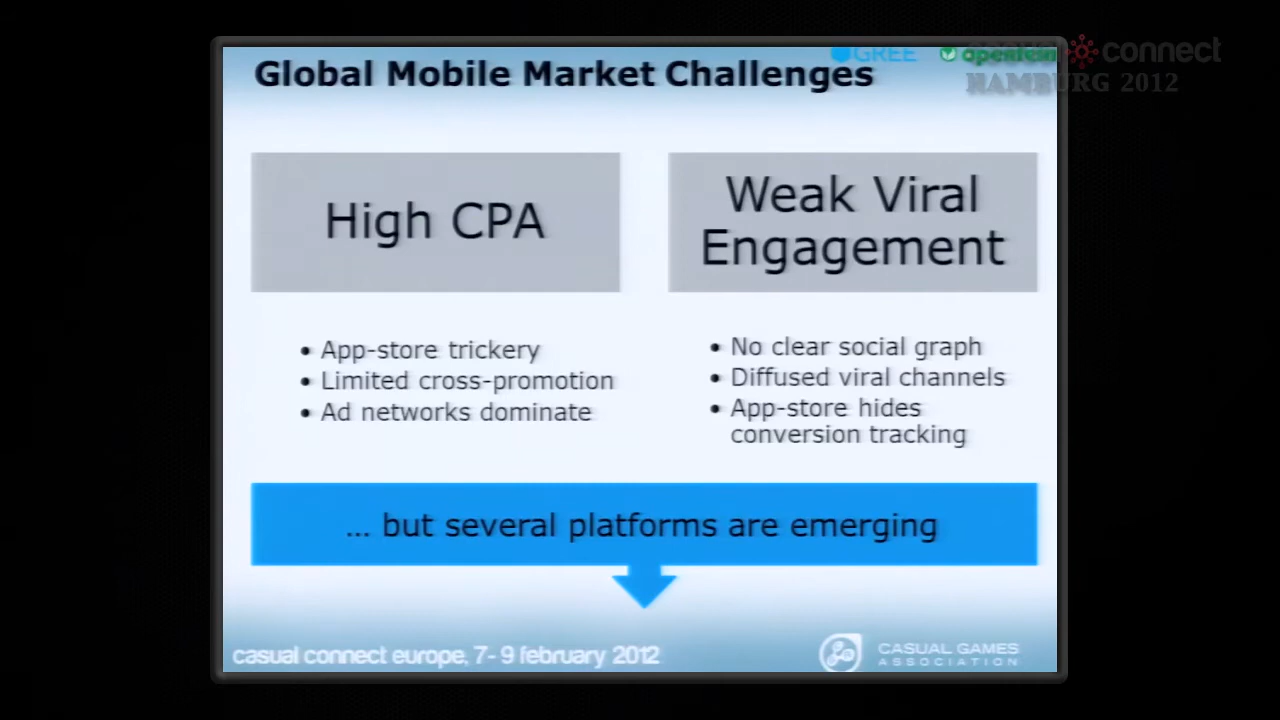 Global Mobile Market Challenges
GREE
connect
HAMBURG 2012
High CPA
Weak Viral
Engagement
• App-store trickery
• Limited cross-promotion
• Ad networks dominate
• No clear social graph
• Diffused viral channels
• App-store hides
conversion tracking
... but several platforms are emerging
casual connect europe, 7-9 february 2012
CASUAL GAMES
ASSOCIATION